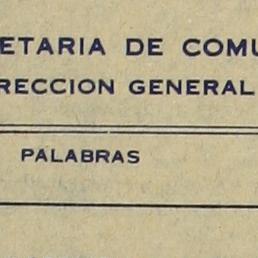 ETARIA DE COMU
RECCION GENERAL
PALABRAS